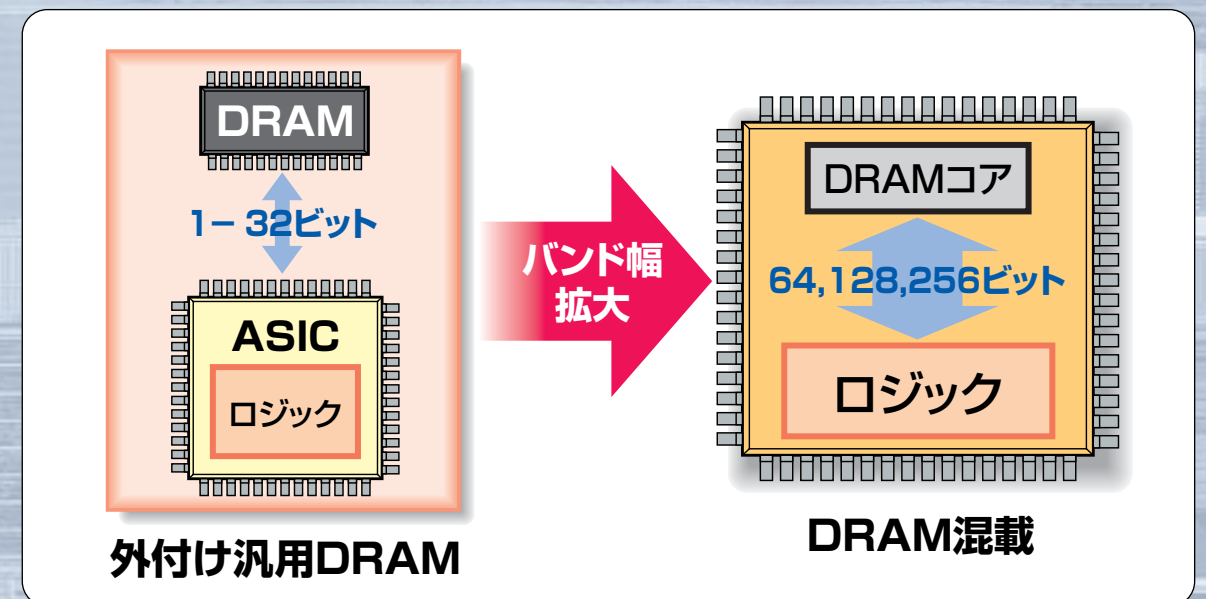 DRAM
1− 32ビット
ASIC
ロジック
外付け汎用DRAM
バンド幅
拡大
DRAMコア
64,128,256ビット
ロジック
DRAM混載